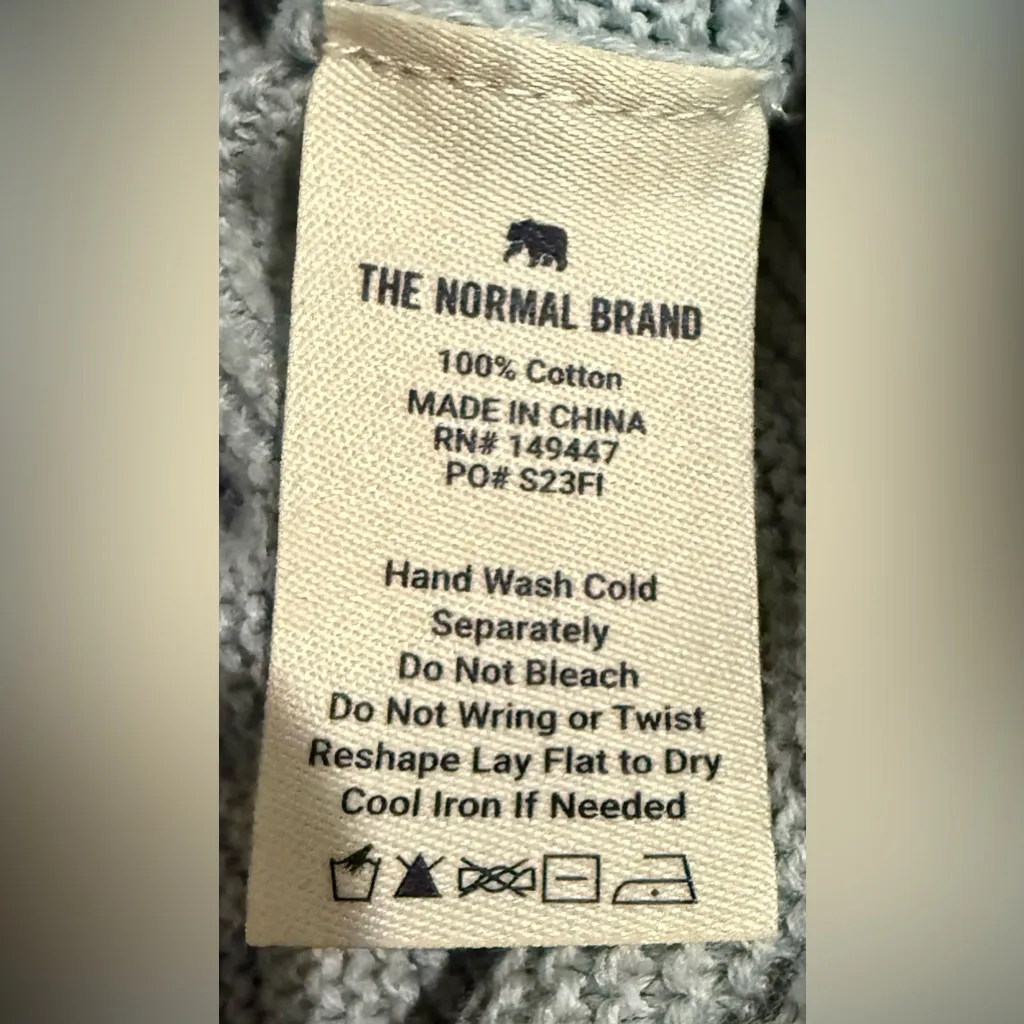 THE NORMAL BRAND
100% Cotton
MADE IN CHINA
RN# 149447
PO# S23FI
Hand Wash Cold
Separately
Do Not Bleach
Do Not Wring or Twist
Reshape Lay Flat to Dry
Cool Iron If Needed